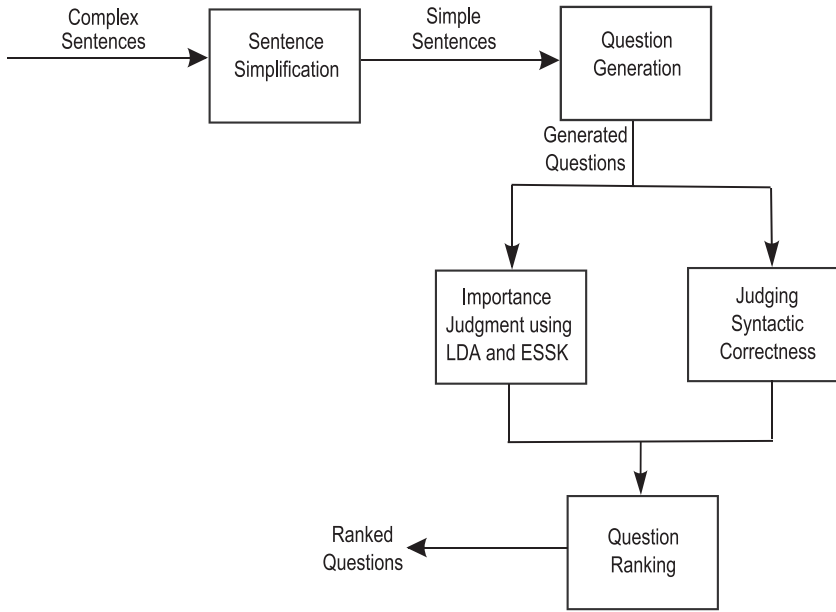 Complex
Sentences
Sentence
Simplification
Simple
Sentences
Question
Generation
Generated
Questions
Importance
Judgment using
LDA and ESSK
Judging
Syntactic
Correctness
Question
Ranking
Ranked
Questions